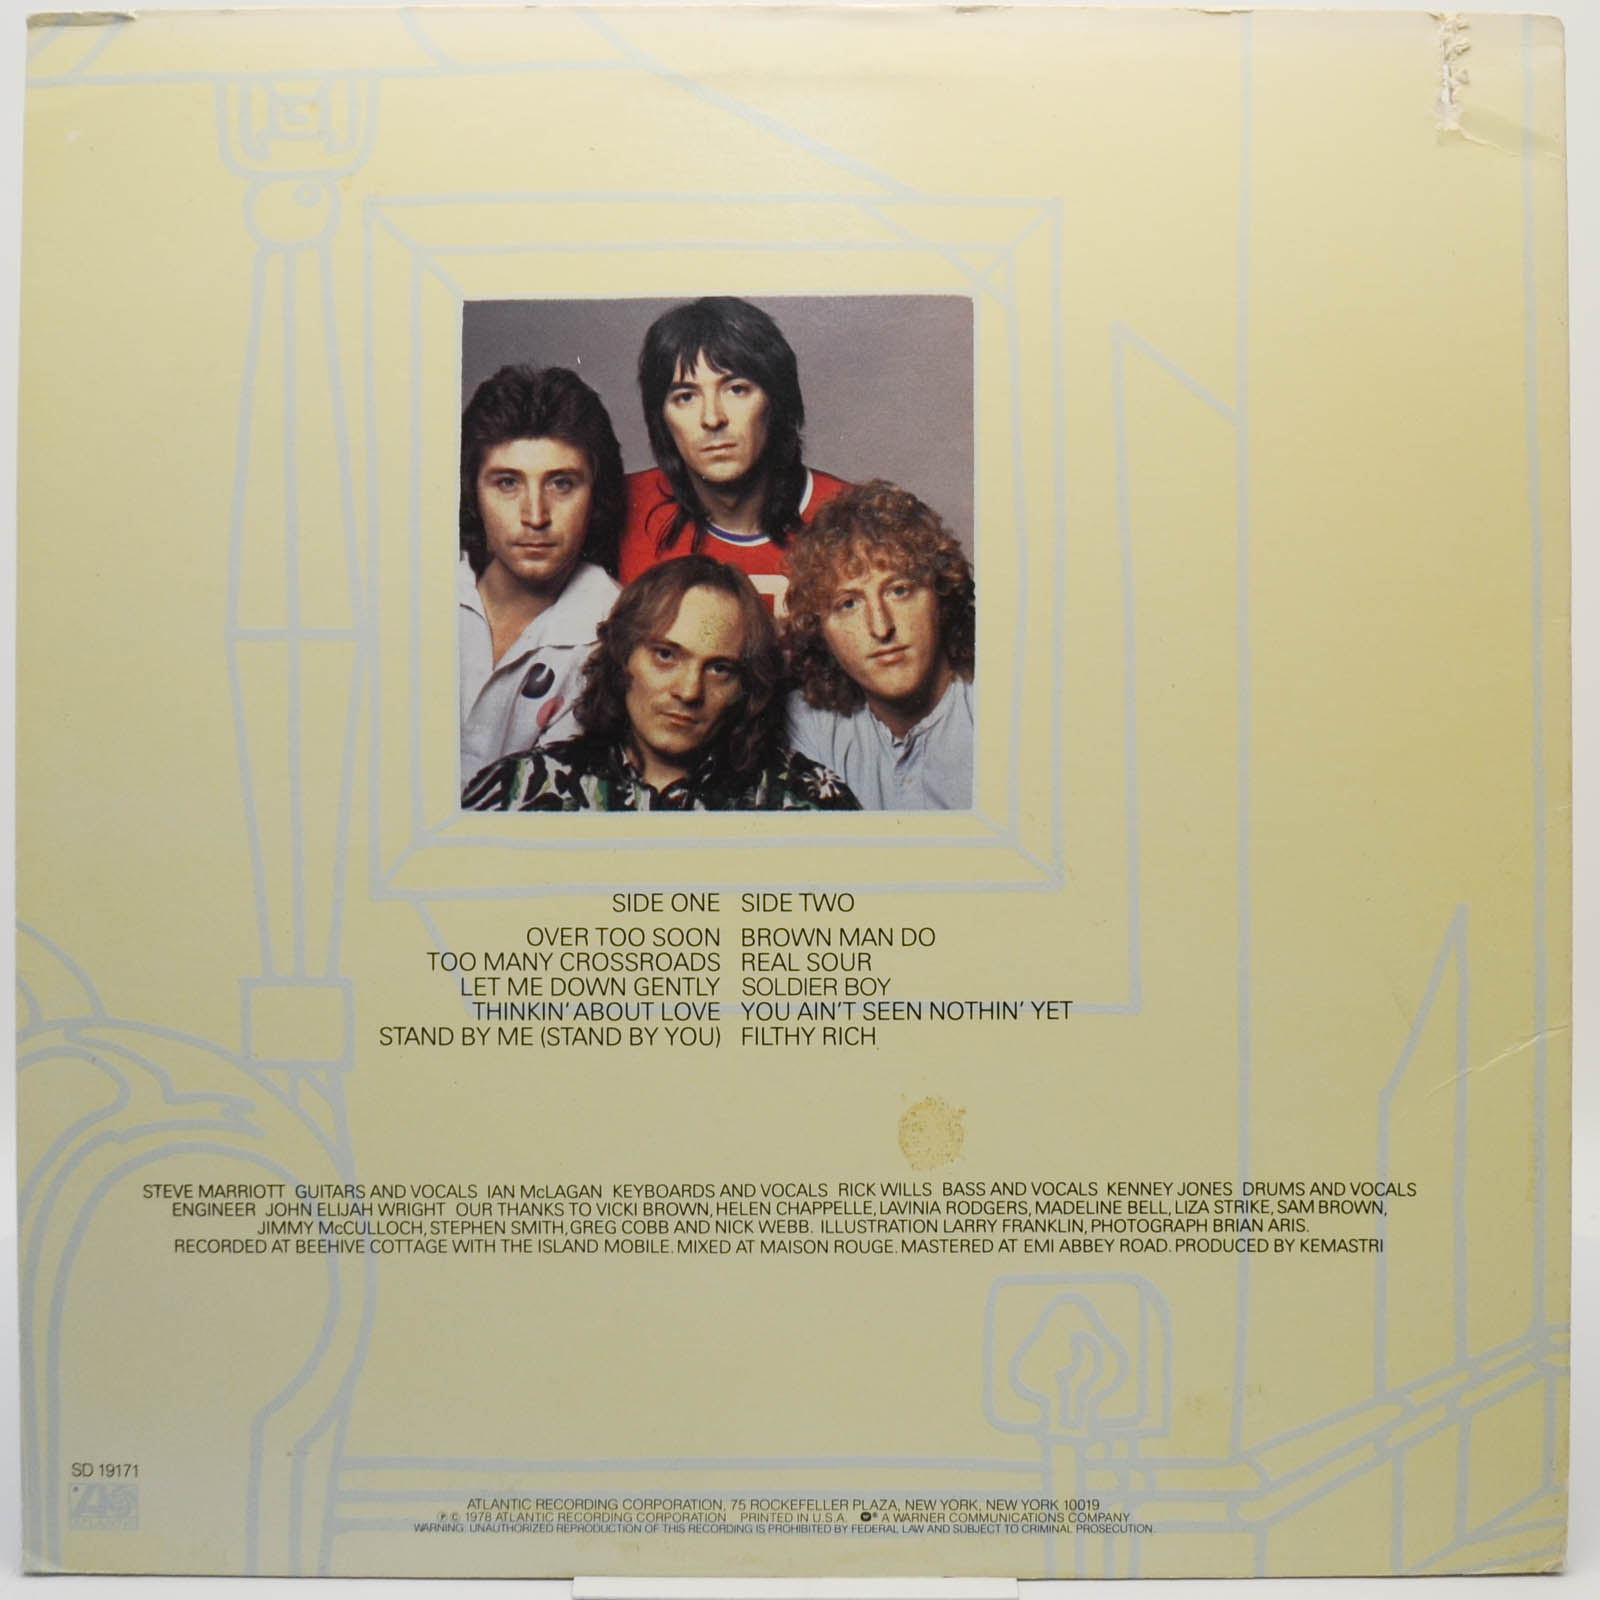 SIDE ONE SIDE TWO
OVER TOO SOON BROWN MAN DO
TOO MANY CROSSROADS REAL SOUR
LET ME DOWN GENTLY SOLDIER BOY
THINKIN' ABOUT LOVE YOU AIN'T SEEN NOTHIN' YET
STAND BY ME (STAND BY YOU) FILTHY RICH
STEVE MARRIOTT GUITARS AND VOCALS IAN McLAGAN KEYBOARDS AND VOCALS RICK WILLS BASS AND VOCALS KENNEY JONES DRUMS AND VOCALS
ENGINEER JOHN ELIJAH WRIGHT OUR THANKS TO VICKI BROWN, HELEN CHAPPELLE, LAVINIA RODGERS, MADELINE BELL, LIZA STRIKE, SAM BROWN,
JIMMY McCULLOCH, STEPHEN SMITH, GREG COBB AND NICK WEBB. ILLUSTRATION LARRY FRANKLIN, PHOTOGRAPH BRIAN ARIS.
RECORDED AT BEEHIVE COTTAGE WITH THE ISLAND MOBILE. MIXED AT MAISON ROUGE. MASTERED AT EMI ABBEY ROAD. PRODUCED BY KEMASTRI
SD 19171
ATLANTIC
ATLANTIC RECORDING CORPORATION, 75 ROCKEFELLER PLAZA, NEW YORK, NEW YORK 10019
℗ © 1978 ATLANTIC RECORDING CORPORATION PRINTED IN U.S.A. ® A WARNER COMMUNICATIONS COMPANY
WARNING: UNAUTHORIZED REPRODUCTION OF THIS RECORDING IS PROHIBITED BY FEDERAL LAW AND SUBJECT TO CRIMINAL PROSECUTION.